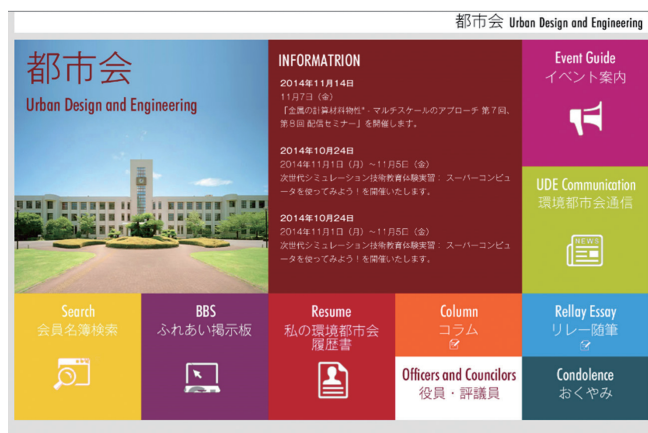 都市会 Urban Design and Engineering
都市会
Urban Design and Engineering
INFORMATRION
2014年11月14日
11月7日（金）
「金属の計算材料物性"- マルチスケールのアプローチ 第7回、
第8回 配信セミナー」を開催します。
2014年10月24日
2014年11月1日（月）～11月5日（金）
次世代シミュレーション技術教育体験実習： スーパーコンピュ
ータを使ってみよう！を開催いたします。
2014年10月24日
2014年11月1日（月）～11月5日（金）
次世代シミュレーション技術教育体験実習： スーパーコンピュ
ータを使ってみよう！を開催いたします。
Event Guide
イベント案内
UDE Communication
環境都市会通信
NEWS
Search
会員名簿検索
BBS
ふれあい掲示板
Resume
私の環境都市会
履歴書
Column
コラム
Rellay Essay
リレー随筆
Officers and Councilors
役員・評議員
Condolence
おくやみ